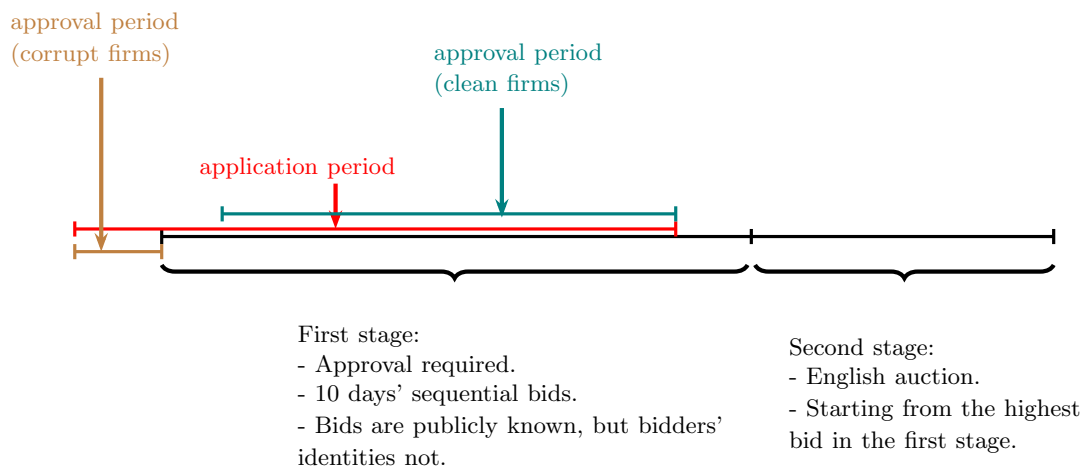 approval period
(corrupt firms)
approval period
(clean firms)
application period
First stage:
- Approval required.
- 10 days’ sequential bids.
- Bids are publicly known, but bidders’
identities not.
Second stage:
- English auction.
- Starting from the highest
bid in the first stage.